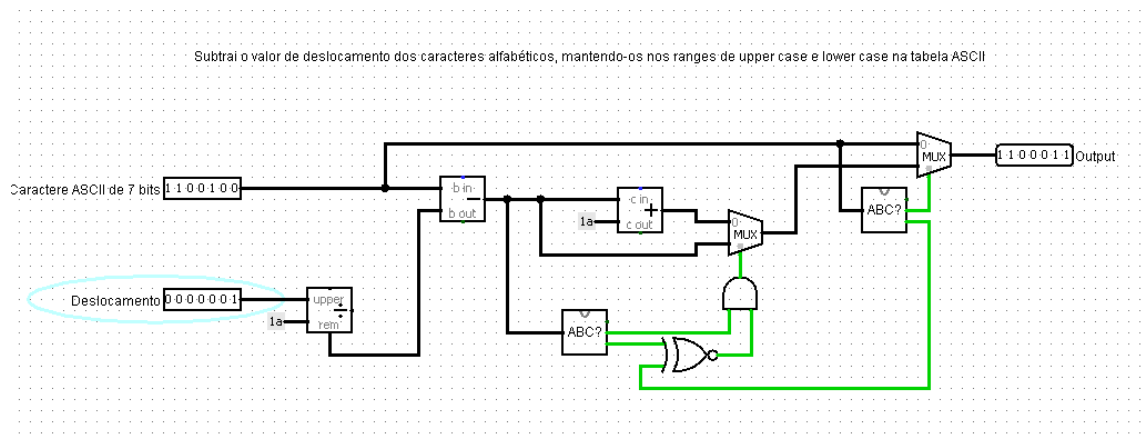 Subtrai o valor de deslocamento dos caracteres alfabéticos, mantendo-os nos ranges de upper case e lower case na tabela ASCII
0
MUX
1 1 0 0 0 1 1 Output
Caractere ASCII de 7 bits 1 1 0 0 1 0 0
b in
−
b out
c in
+
c out
1a
0
MUX
ABC?
Deslocamento 0 0 0 0 0 0 1
upper
÷
rem
1a
ABC?